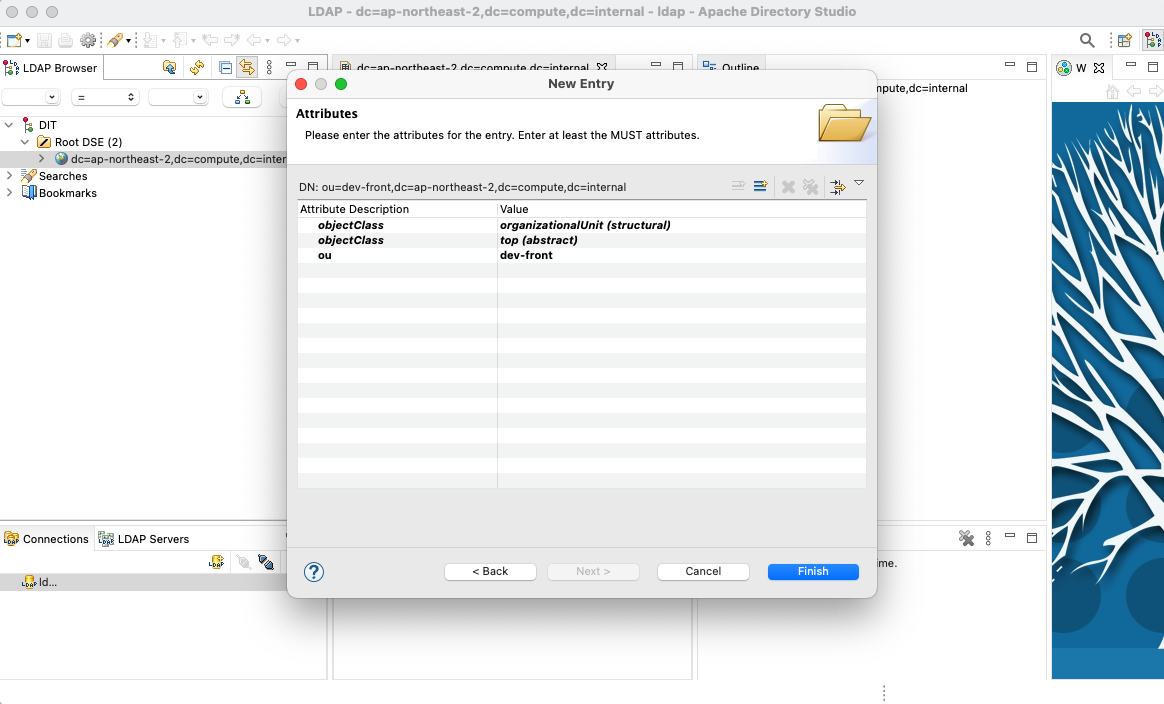 LDAP - dc=ap-northeast-2,dc=compute,dc=internal - ldap - Apache Directory Studio
LDAP Browser
dc=ap-northeast-2,dc=compute,dc=internal
Outline
W
=
mpute,dc=internal
DIT
Root DSE (2)
dc=ap-northeast-2,dc=compute,dc=inter
Searches
Bookmarks
New Entry
Attributes
Please enter the attributes for the entry. Enter at least the MUST attributes.
DN: ou=dev-front,dc=ap-northeast-2,dc=compute,dc=internal
Attribute Description Value
objectClass organizationalUnit (structural)
objectClass top (abstract)
ou dev-front
? < Back Next > Cancel Finish
Connections LDAP Servers
LDAP ld...
ime.